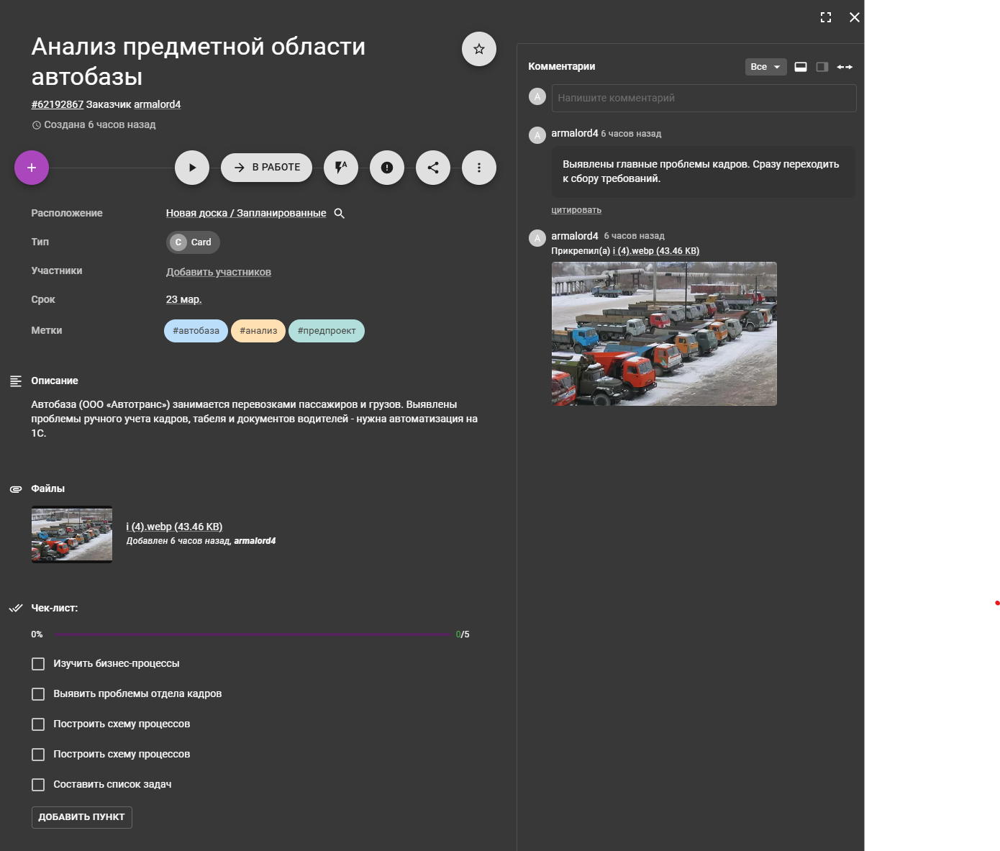 Анализ предметной области
автобазы
#62192867 Заказчик armalord4
Создана 6 часов назад
В РАБОТЕ
Расположение
Новая доска / Запланированные
Тип
C Card
Участники
Добавить участников
Срок
23 мар.
Метки
#автобаза #анализ #предпроект
Описание
Автобаза (ООО «Автотранс») занимается перевозками пассажиров и грузов. Выявлены
проблемы ручного учета кадров, табеля и документов водителей - нужна автоматизация на
1С.
Файлы
i (4).webp (43.46 KB)
Добавлен 6 часов назад, armalord4
Чек-лист:
0%
0/5
Изучить бизнес-процессы
Выявить проблемы отдела кадров
Построить схему процессов
Построить схему процессов
Составить список задач
ДОБАВИТЬ ПУНКТ
Комментарии
Все
A
Напишите комментарий
A
armalord4 6 часов назад
Выявлены главные проблемы кадров. Сразу переходить
к сбору требований.
цитировать
A
armalord4 6 часов назад
Прикрепил(а) i (4).webp (43.46 KB)